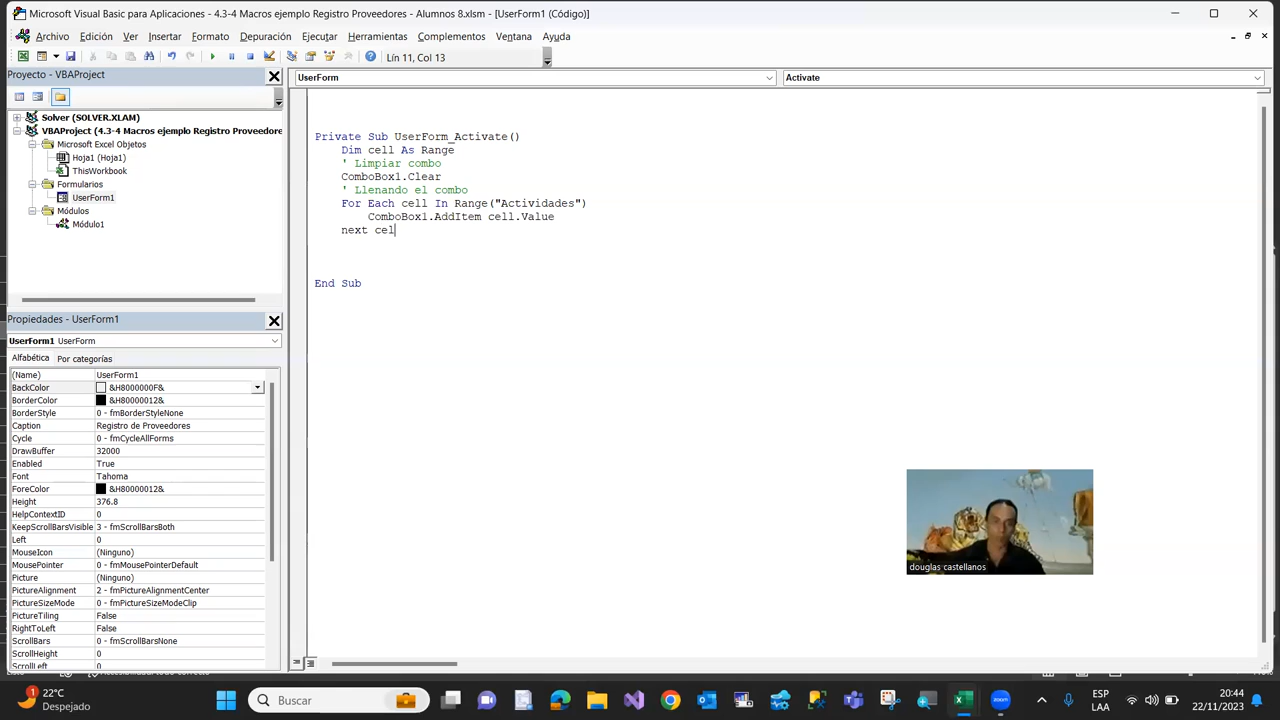 Microsoft Visual Basic para Aplicaciones - 4.3-4 Macros ejemplo Registro Proveedores - Alumnos 8.xlsm - [UserForm1 (Código)]
Archivo Edición Ver Insertar Formato Depuración Ejecutar Herramientas Complementos Ventana Ayuda
Lín 11, Col 13
Proyecto - VBAProject
UserForm
Activate
Solver (SOLVER.XLAM)
VBAProject (4.3-4 Macros ejemplo Registro Proveedore
Microsoft Excel Objetos
Hoja1 (Hoja1)
ThisWorkbook
Formularios
UserForm1
Módulos
Módulo1
Private Sub UserForm_Activate()
Dim cell As Range
' Limpiar combo
ComboBox1.Clear
' Llenando el combo
For Each cell In Range("Actividades")
ComboBox1.AddItem cell.Value
next cel
End Sub
Propiedades - UserForm1
UserForm1 UserForm
Alfabética Por categorías
(Name) UserForm1
BackColor &H8000000F&
BorderColor &H80000012&
BorderStyle 0 - fmBorderStyleNone
Caption Registro de Proveedores
Cycle 0 - fmCycleAllForms
DrawBuffer 32000
Enabled True
Font Tahoma
ForeColor &H80000012&
Height 376.8
HelpContextID 0
KeepScrollBarsVisible 3 - fmScrollBarsBoth
Left 0
MouseIcon (Ninguno)
MousePointer 0 - fmMousePointerDefault
Picture (Ninguno)
PictureAlignment 2 - fmPictureAlignmentCenter
PictureSizeMode 0 - fmPictureSizeModeClip
PictureTiling False
RightToLeft False
ScrollBars 0 - fmScrollBarsNone
ScrollHeight 0
ScrollLeft 0
douglas castellanos
22°C
Despejado
Buscar
ESP
LAA
20:44
22/11/2023